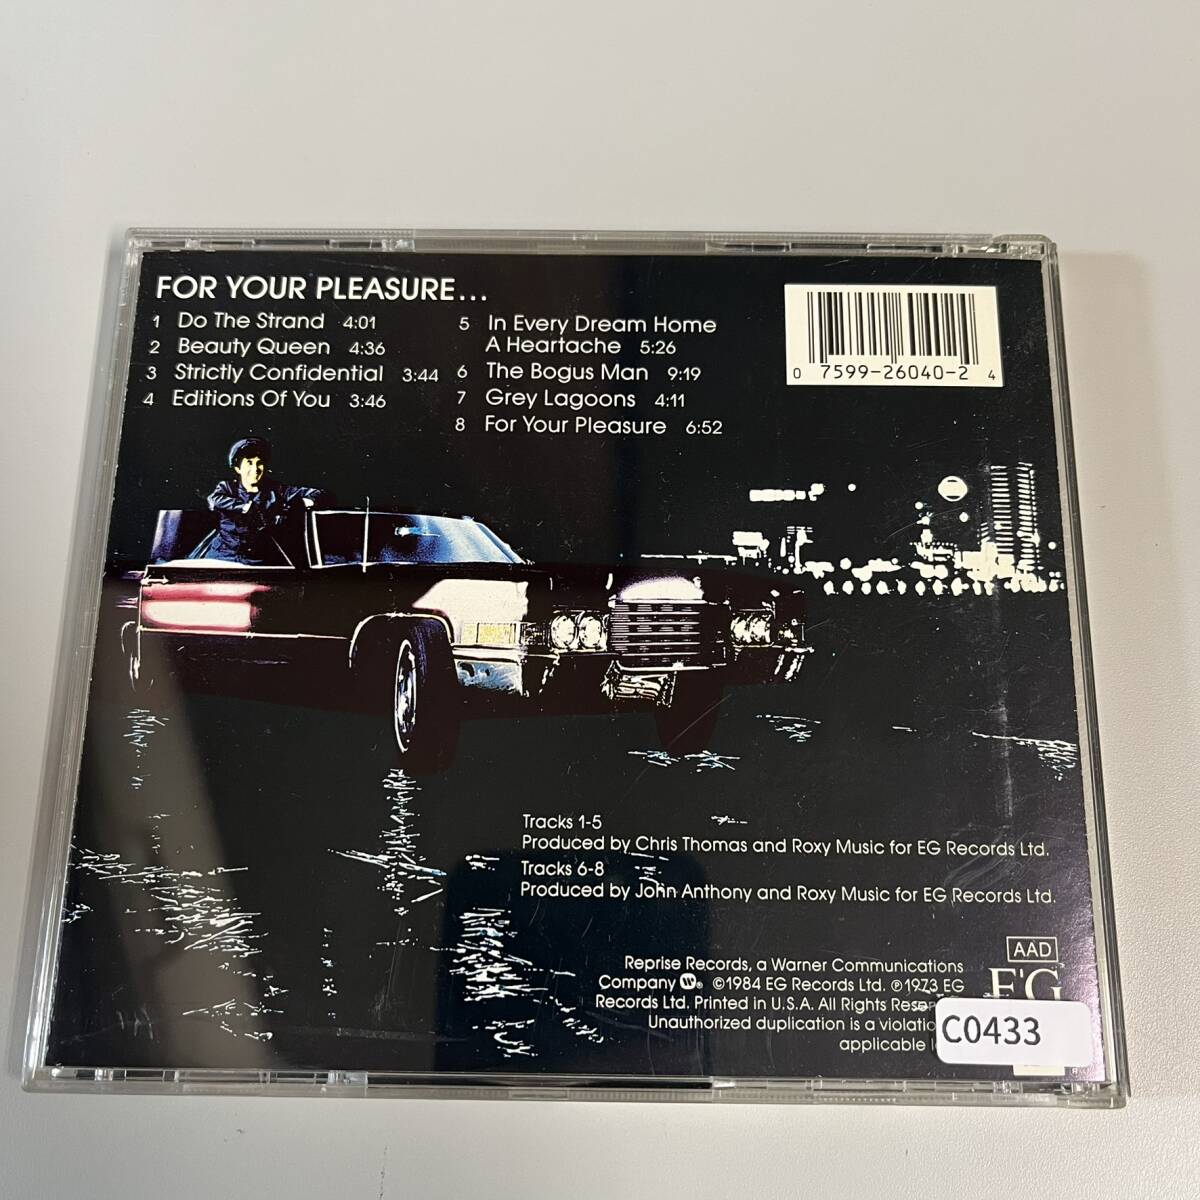 FOR YOUR PLEASURE...
1 Do The Strand 4:01
2 Beauty Queen 4:36
3 Strictly Confidential 3:44
4 Editions Of You 3:46
5 In Every Dream Home
A Heartache 5:26
6 The Bogus Man 9:19
7 Grey Lagoons 4:11
8 For Your Pleasure 6:52
0 7599-26040-2 4
Tracks 1-5
Produced by Chris Thomas and Roxy Music for EG Records Ltd.
Tracks 6-8
Produced by John Anthony and Roxy Music for EG Records Ltd.
AAD
E'G
Reprise Records, a Warner Communications
Company ©1984 EG Records Ltd. ℗1973 EG
Records Ltd. Printed in U.S.A. All Rights
Unauthorized duplication is a
applicable
C0433